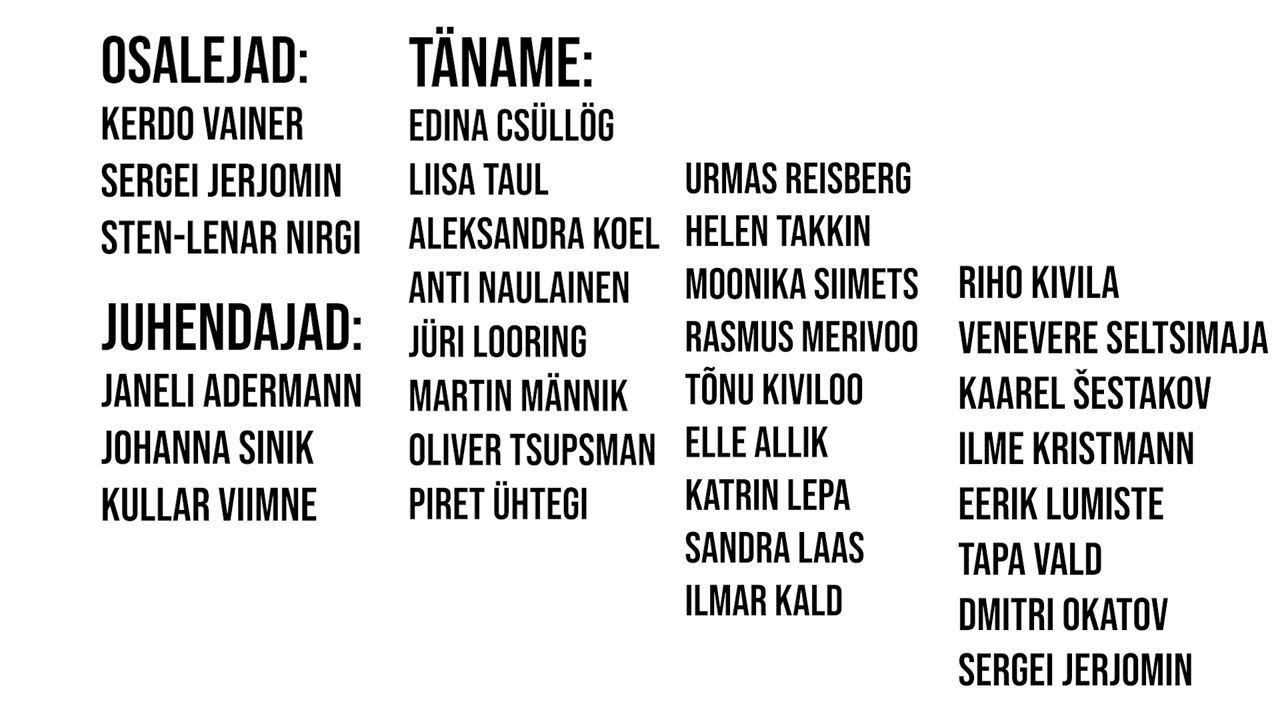 OSALEJAD:
KERDO VAINER
SERGEI JERJOMIN
STEN-LENAR NIRGI
JUHENDAJAD:
JANELI ADERMANN
JOHANNA SINIK
KULLAR VIIMNE
TÄNAME:
EDINA CSÜLLÖG
LIISA TAUL
ALEKSANDRA KOEL
ANTI NAULAINEN
JÜRI LOORING
MARTIN MÄNNIK
OLIVER TSUPSMAN
PIRET ÜHTEGI
URMAS REISBERG
HELEN TAKKIN
MOONIKA SIIMETS
RASMUS MERIVOO
TÕNU KIVILOO
ELLE ALLIK
KATRIN LEPA
SANDRA LAAS
ILMAR KALD
RIHO KIVILA
VENEVERE SELTSIMAJA
KAAREL ŠESTAKOV
ILME KRISTMANN
EERIK LUMISTE
TAPA VALD
DMITRI OKATOV
SERGEI JERJOMIN